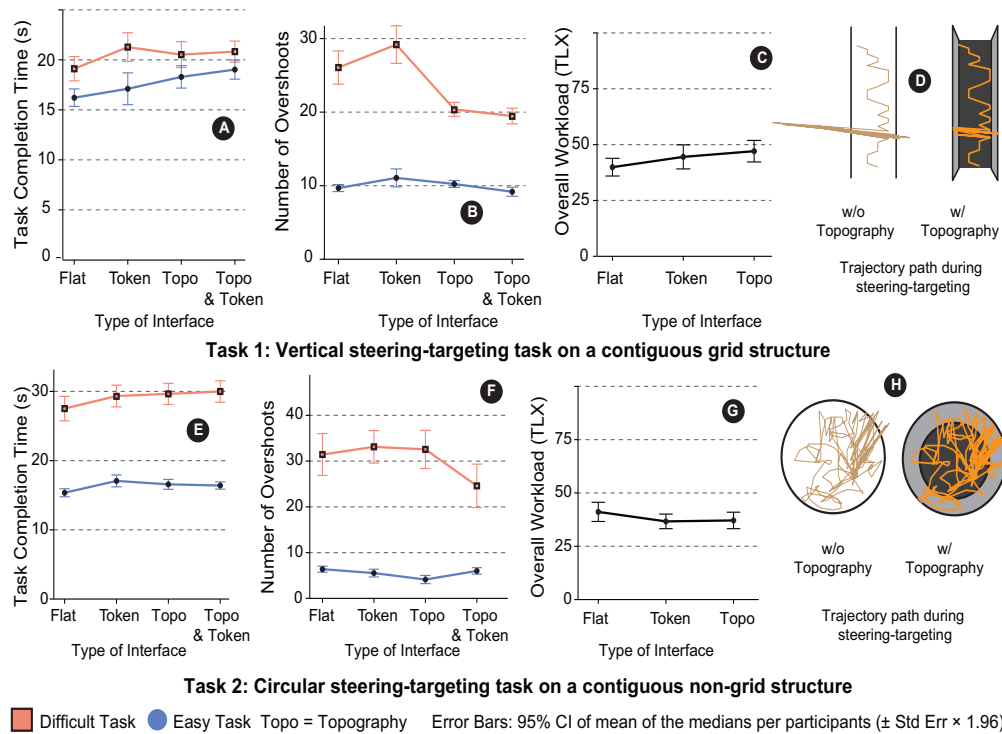 Task Completion Time (s)
20
15
10
5
0
A
Flat
Token
Topo
Topo
& Token
Type of Interface
Number of Overshoots
30
20
10
0
B
Flat
Token
Topo
Topo
& Token
Type of Interface
Overall Workload (TLX)
75
50
25
0
C
Flat
Token
Topo
Type of Interface
D
w/o
Topography
w/
Topography
Trajectory path during
steering-targeting
Task 1: Vertical steering-targeting task on a contiguous grid structure
Task Completion Time (s)
30
20
10
0
E
Flat
Token
Topo
Topo
& Token
Type of Interface
Number of Overshoots
40
30
20
10
0
F
Flat
Token
Topo
Topo
& Token
Type of Interface
Overall Workload (TLX)
75
50
25
0
G
Flat
Token
Topo
Type of Interface
H
w/o
Topography
w/
Topography
Trajectory path during
steering-targeting
Task 2: Circular steering-targeting task on a contiguous non-grid structure
Difficult Task Easy Task Topo = Topography Error Bars: 95% CI of mean of the medians per participants (± Std Err × 1.96)